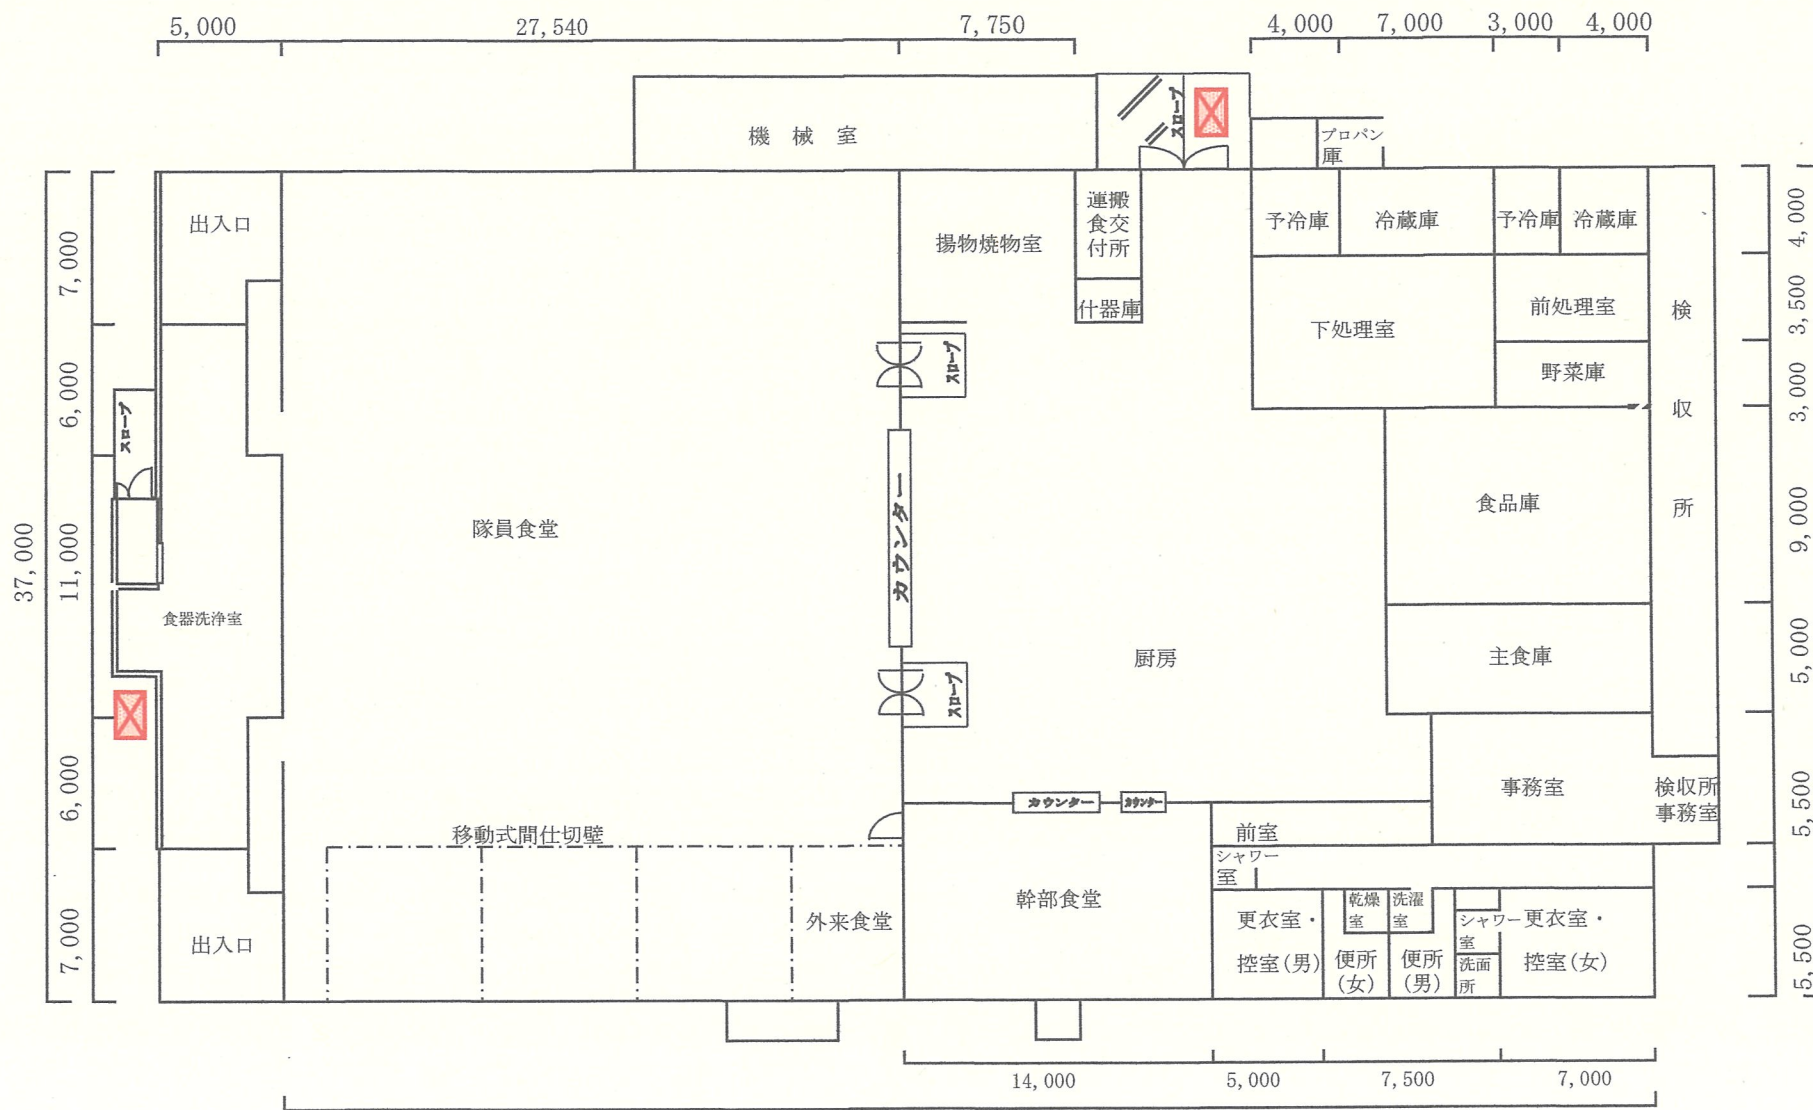 5,000
27,540
7,750
4,000
7,000
3,000
4,000
機械室
スロープ
プロパン
庫
出入口
揚物焼物室
運搬
食交
付所
什器庫
予冷庫
冷蔵庫
予冷庫
冷蔵庫
下処理室
前処理室
野菜庫
検収所
スロープ
スロープ
カウンター
隊員食堂
食器洗浄室
食品庫
厨房
主食庫
スロープ
事務室
検収所
事務室
カウンター
カウンター
移動式間仕切壁
前室
シャワー
室
幹部食堂
外来食堂
出入口
更衣室・
控室(男)
乾燥
室
洗濯
室
便所
(女)
便所
(男)
シャワー
室
洗面
所
更衣室・
控室(女)
37,000
7,000
6,000
11,000
6,000
7,000
4,000
3,500
3,000
9,000
5,000
5,500
5,500
14,000
5,000
7,500
7,000